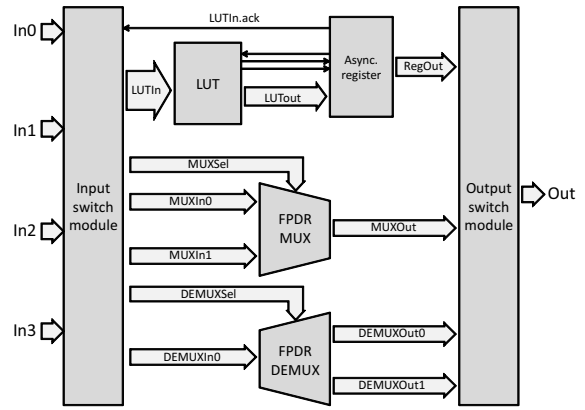 In0
In1
In2
In3
Input
switch
module
LUTIn.ack
LUTIn
LUT
LUTout
Async.
register
RegOut
MUXSel
MUXIn0
MUXIn1
FPDR
MUX
MUXOut
DEMUXSel
DEMUXIn0
FPDR
DEMUX
DEMUXOut0
DEMUXOut1
Output
switch
module
Out